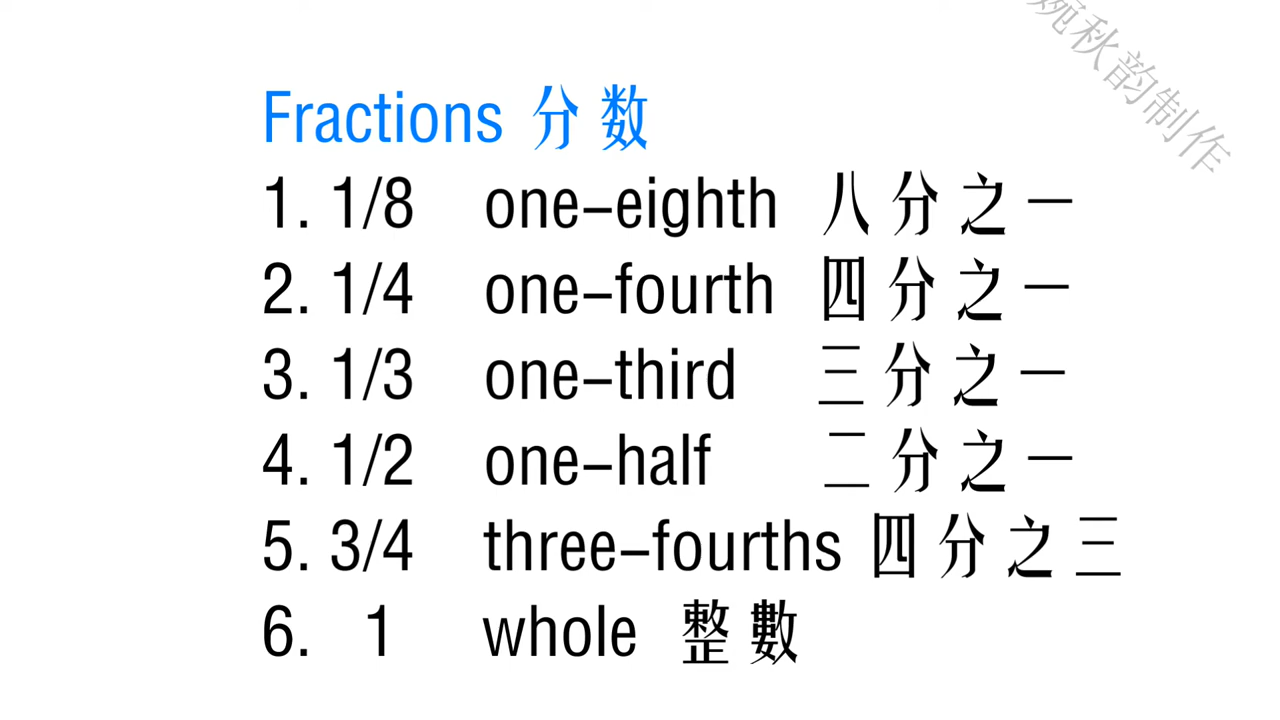 Fractions 分数
1. 1/8 one-eighth 八分之一
2. 1/4 one-fourth 四分之一
3. 1/3 one-third 三分之一
4. 1/2 one-half 二分之一
5. 3/4 three-fourths 四分之三
6. 1 whole 整數
婉秋韵制作